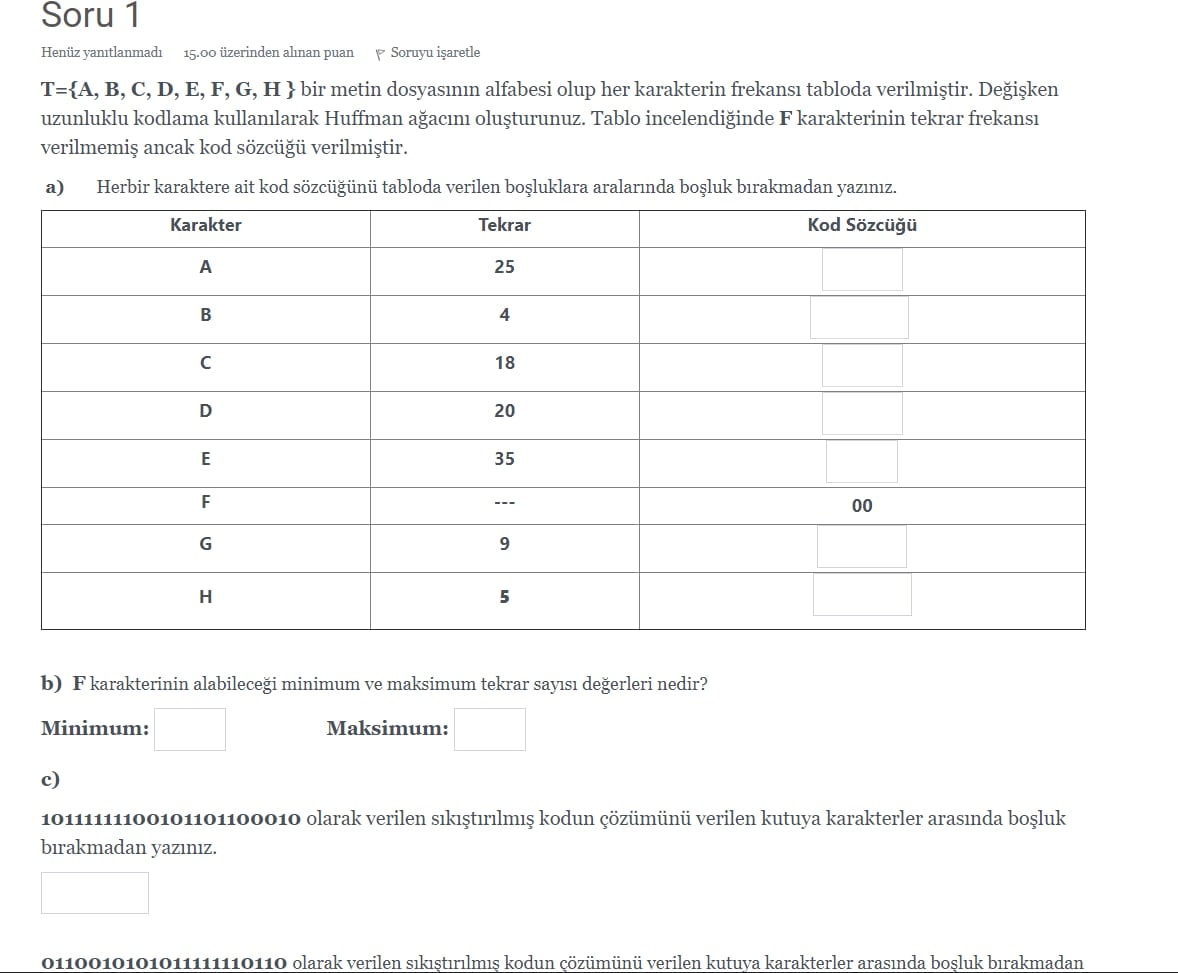 Soru 1
Henüz yanıtlanmadı 15.00 üzerinden alınan puan Soruyu işaretle
T={A, B, C, D, E, F, G, H } bir metin dosyasının alfabesi olup her karakterin frekansı tabloda verilmiştir. Değişken
uzunluklu kodlama kullanılarak Huffman ağacını oluşturunuz. Tablo incelendiğinde F karakterinin tekrar frekansı
verilmemiş ancak kod sözcüğü verilmiştir.
a) Herbir karaktere ait kod sözcüğünü tabloda verilen boşluklara aralarında boşluk bırakmadan yazınız.
Karakter Tekrar Kod Sözcüğü
A 25
B 4
C 18
D 20
E 35
F --- 00
G 9
H 5
b) F karakterinin alabileceği minimum ve maksimum tekrar sayısı değerleri nedir?
Minimum: Maksimum:
c)
10111111100101101100010 olarak verilen sıkıştırılmış kodun çözümünü verilen kutuya karakterler arasında boşluk
bırakmadan yazınız.
0110010101011111110110 olarak verilen sıkıştırılmış kodun çözümünü verilen kutuya karakterler arasında boşluk bırakmadan